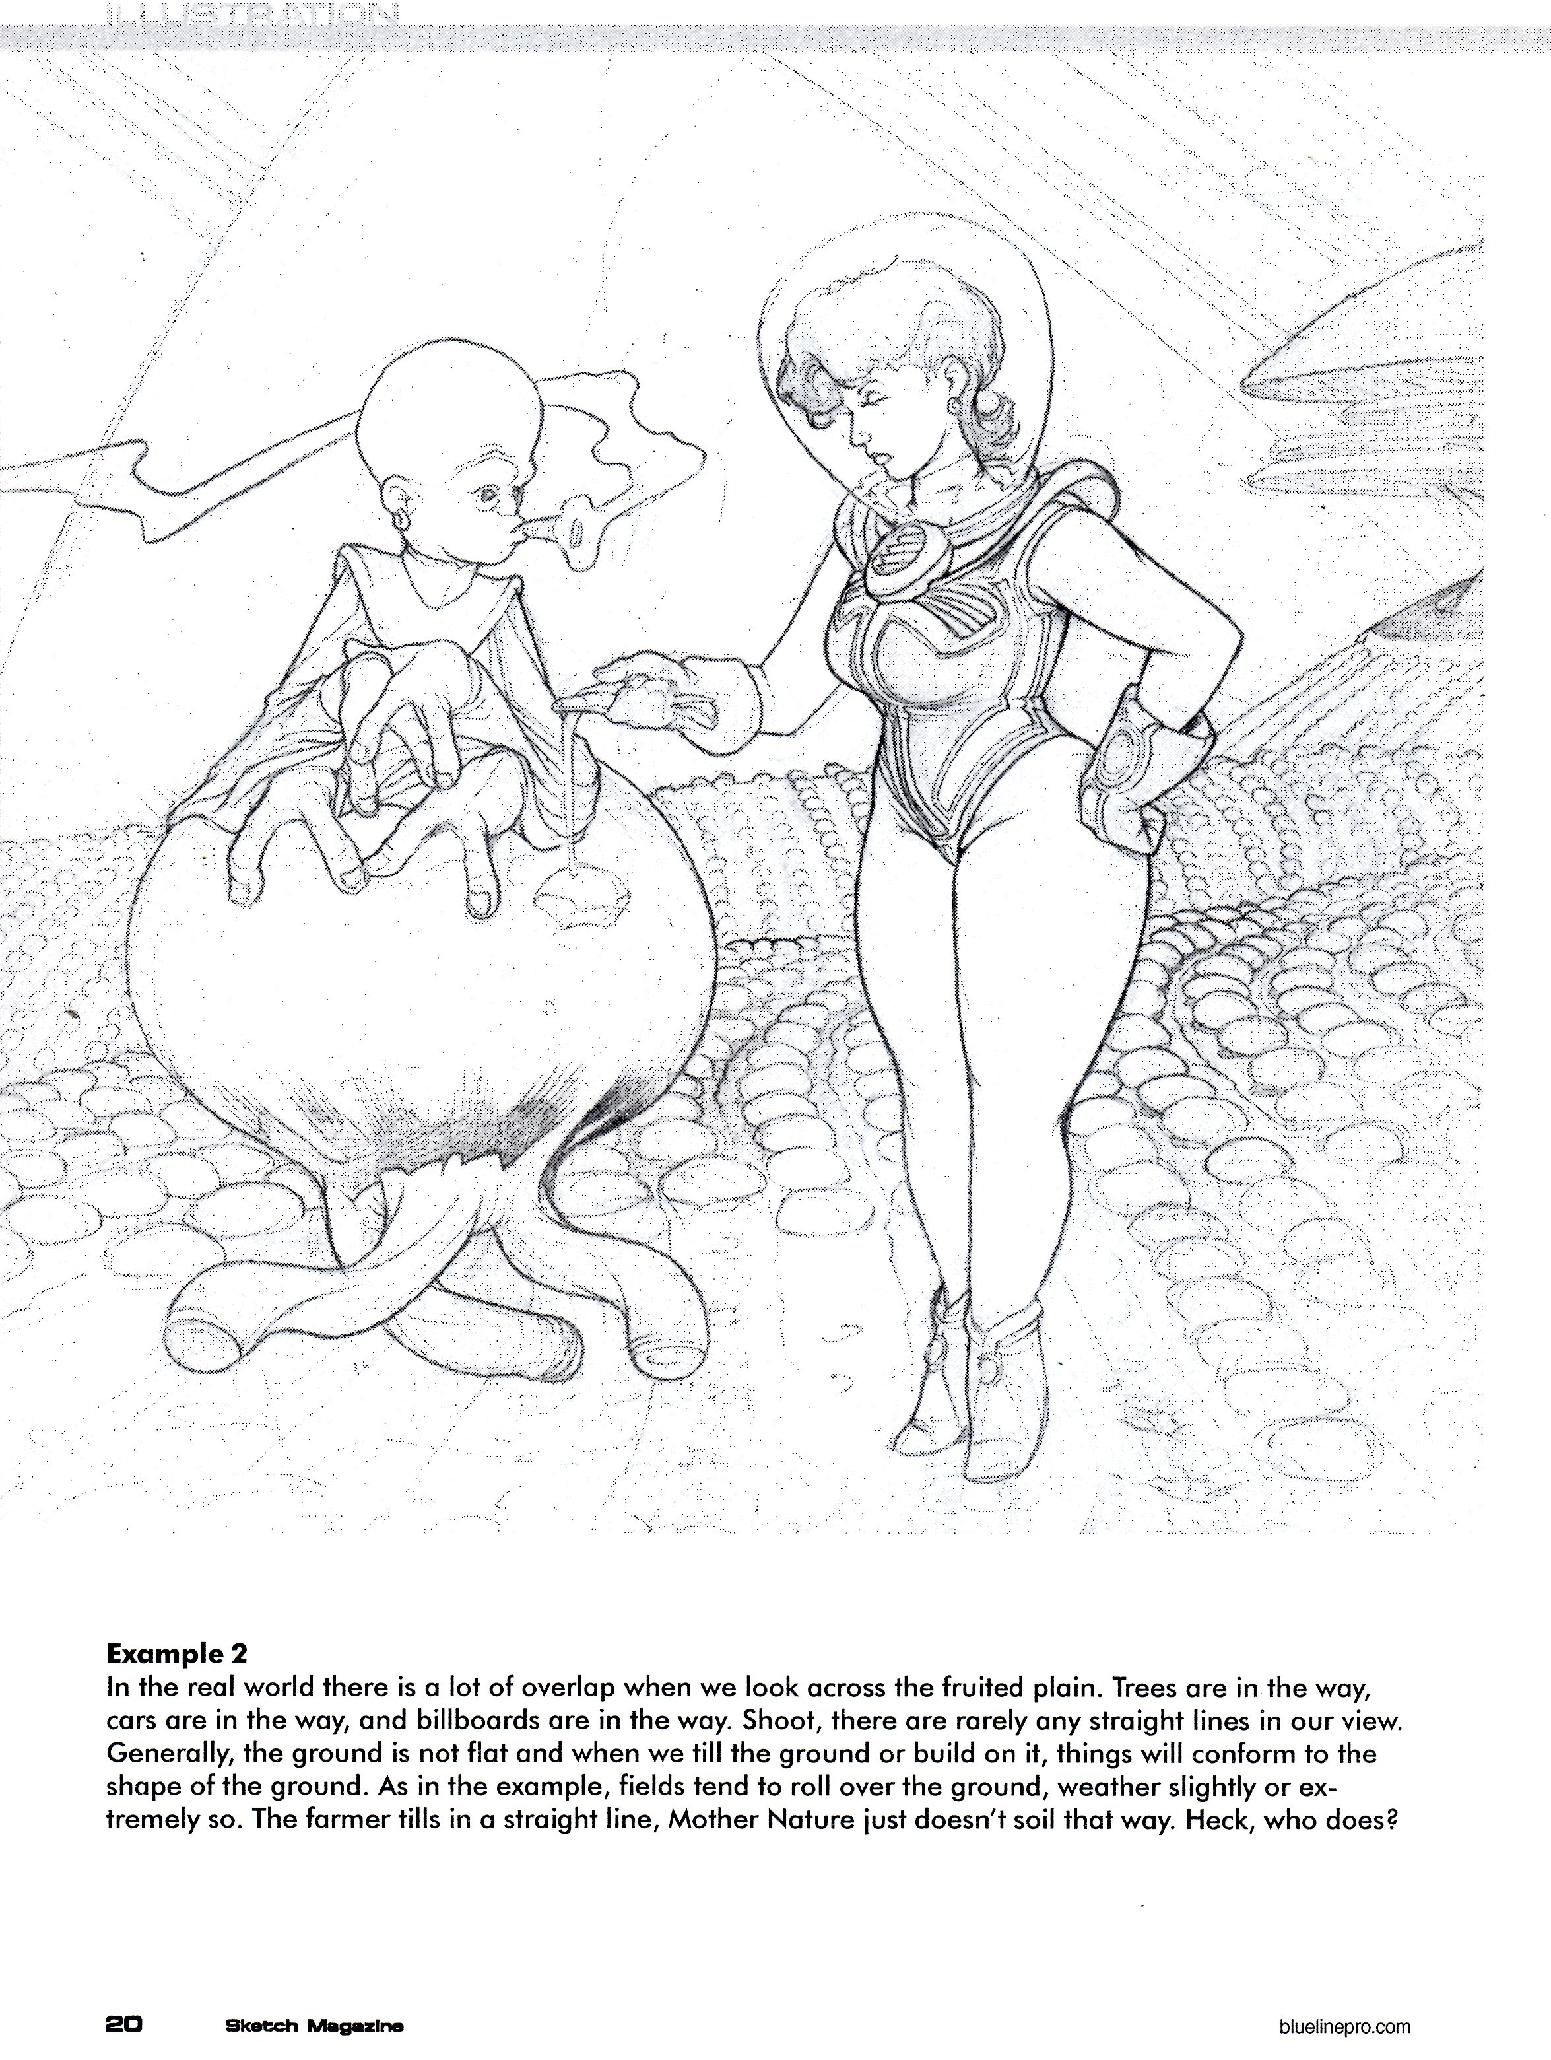 ILLUSTRATION
Example 2
In the real world there is a lot of overlap when we look across the fruited plain. Trees are in the way,
cars are in the way, and billboards are in the way. Shoot, there are rarely any straight lines in our view.
Generally, the ground is not flat and when we till the ground or build on it, things will conform to the
shape of the ground. As in the example, fields tend to roll over the ground, weather slightly or ex-
tremely so. The farmer tills in a straight line, Mother Nature just doesn't soil that way. Heck, who does?
20 Sketch Magazine bluelinepro.com